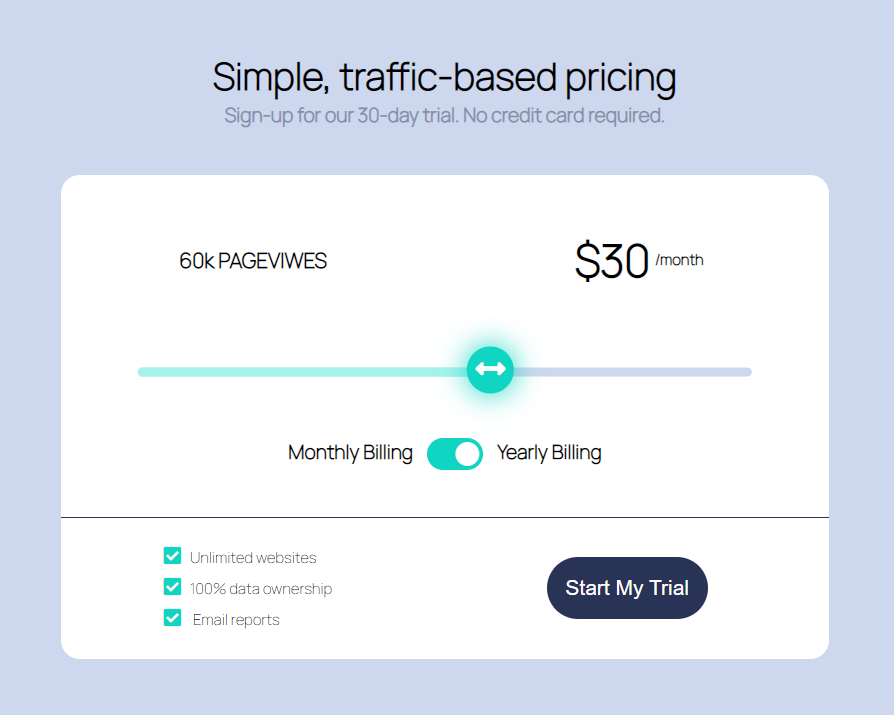 Simple, traffic-based pricing
Sign-up for our 30-day trial. No credit card required.
60k PAGEVIWES
$30 /month
Monthly Billing
Yearly Billing
Unlimited websites
100% data ownership
Email reports
Start My Trial